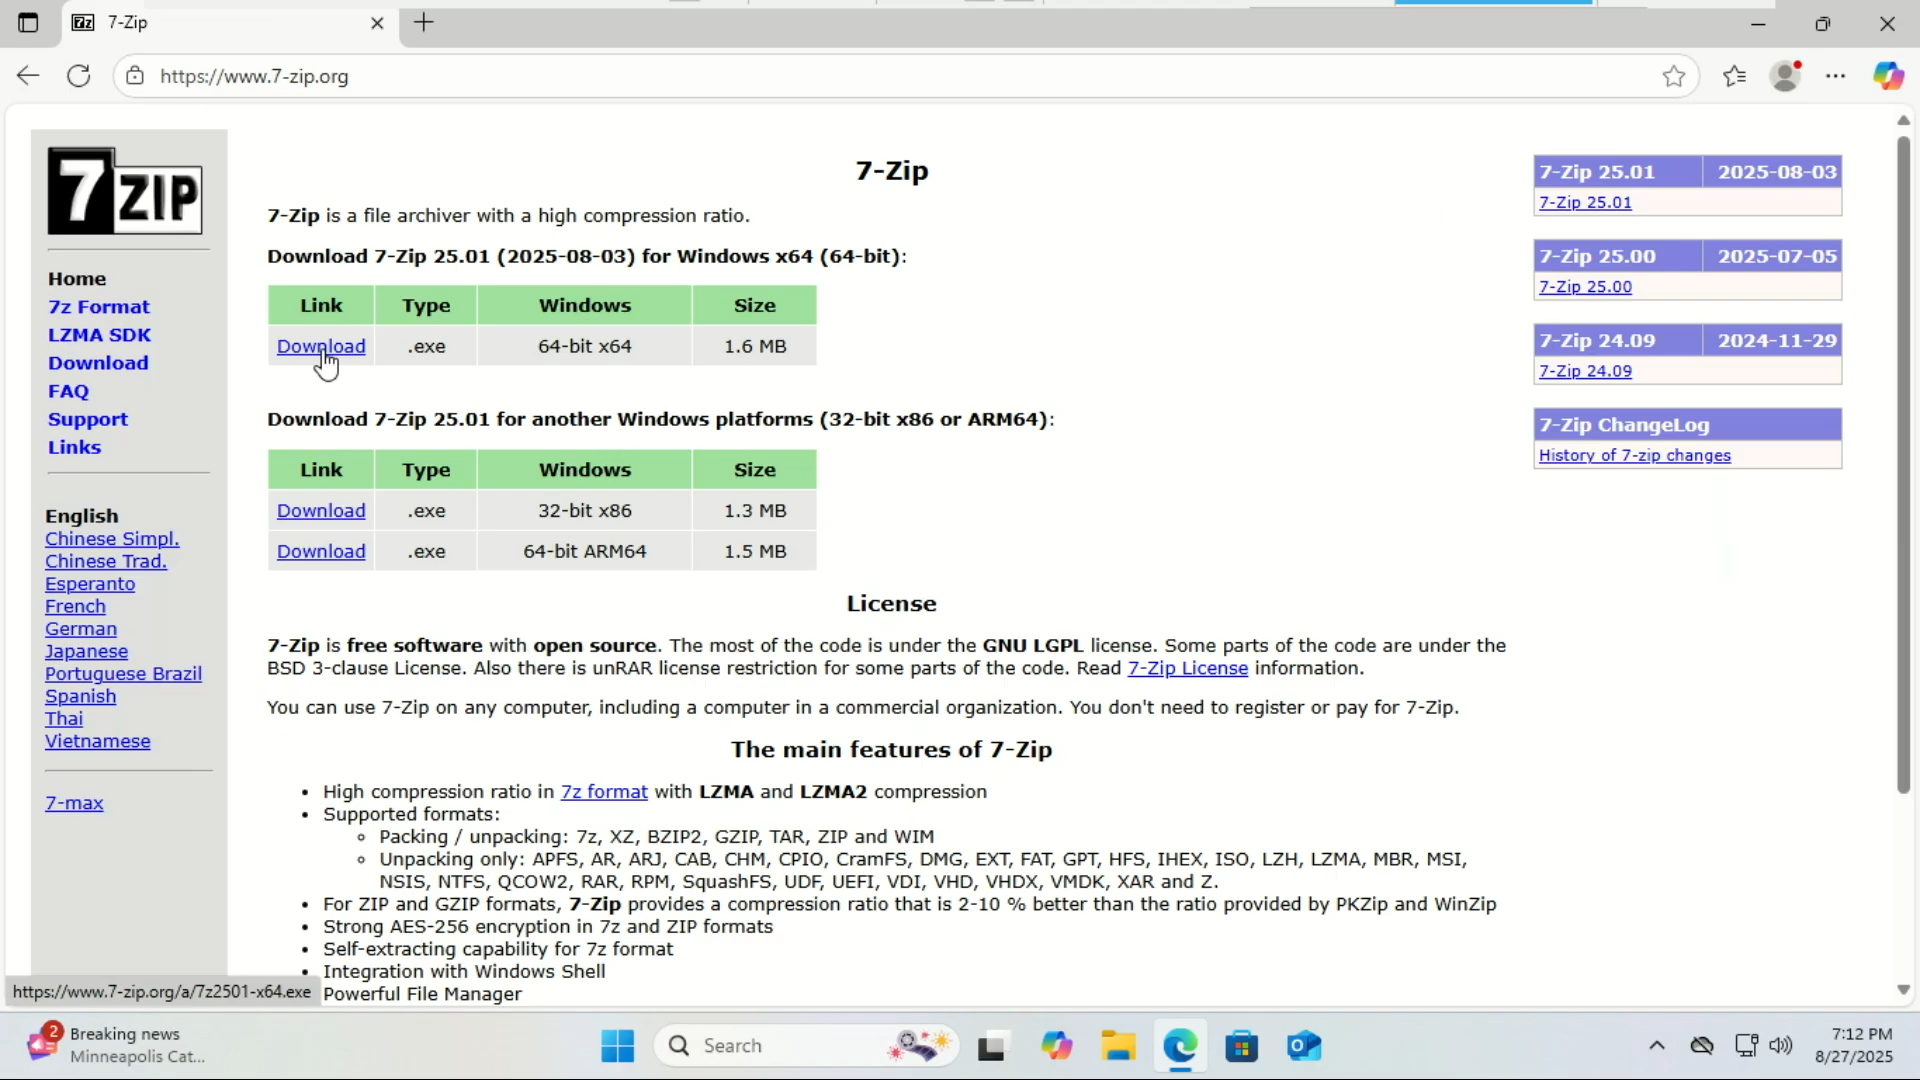 7-Zip
https://www.7-zip.org
7 ZIP
Home
7z Format
LZMA SDK
Download
FAQ
Support
Links
English
Chinese Simpl.
Chinese Trad.
Esperanto
French
German
Japanese
Portuguese Brazil
Spanish
Thai
Vietnamese
7-max
7-Zip
7-Zip is a file archiver with a high compression ratio.
Download 7-Zip 25.01 (2025-08-03) for Windows x64 (64-bit):
Link Type Windows Size
Download .exe 64-bit x64 1.6 MB
Download 7-Zip 25.01 for another Windows platforms (32-bit x86 or ARM64):
Link Type Windows Size
Download .exe 32-bit x86 1.3 MB
Download .exe 64-bit ARM64 1.5 MB
License
7-Zip is free software with open source. The most of the code is under the GNU LGPL license. Some parts of the code are under the
BSD 3-clause License. Also there is unRAR license restriction for some parts of the code. Read 7-Zip License information.
You can use 7-Zip on any computer, including a computer in a commercial organization. You don't need to register or pay for 7-Zip.
The main features of 7-Zip
• High compression ratio in 7z format with LZMA and LZMA2 compression
• Supported formats:
◦ Packing / unpacking: 7z, XZ, BZIP2, GZIP, TAR, ZIP and WIM
◦ Unpacking only: APFS, AR, ARJ, CAB, CHM, CPIO, CramFS, DMG, EXT, FAT, GPT, HFS, IHEX, ISO, LZH, LZMA, MBR, MSI,
NSIS, NTFS, QCOW2, RAR, RPM, SquashFS, UDF, UEFI, VDI, VHD, VHDX, VMDK, XAR and Z.
• For ZIP and GZIP formats, 7-Zip provides a compression ratio that is 2-10 % better than the ratio provided by PKZip and WinZip
• Strong AES-256 encryption in 7z and ZIP formats
• Self-extracting capability for 7z format
• Integration with Windows Shell
Powerful File Manager
7-Zip 25.01 2025-08-03
7-Zip 25.01
7-Zip 25.00 2025-07-05
7-Zip 25.00
7-Zip 24.09 2024-11-29
7-Zip 24.09
7-Zip ChangeLog
History of 7-zip changes
https://www.7-zip.org/a/7z2501-x64.exe
2
Breaking news
Minneapolis Cat...
Search
7:12 PM
8/27/2025